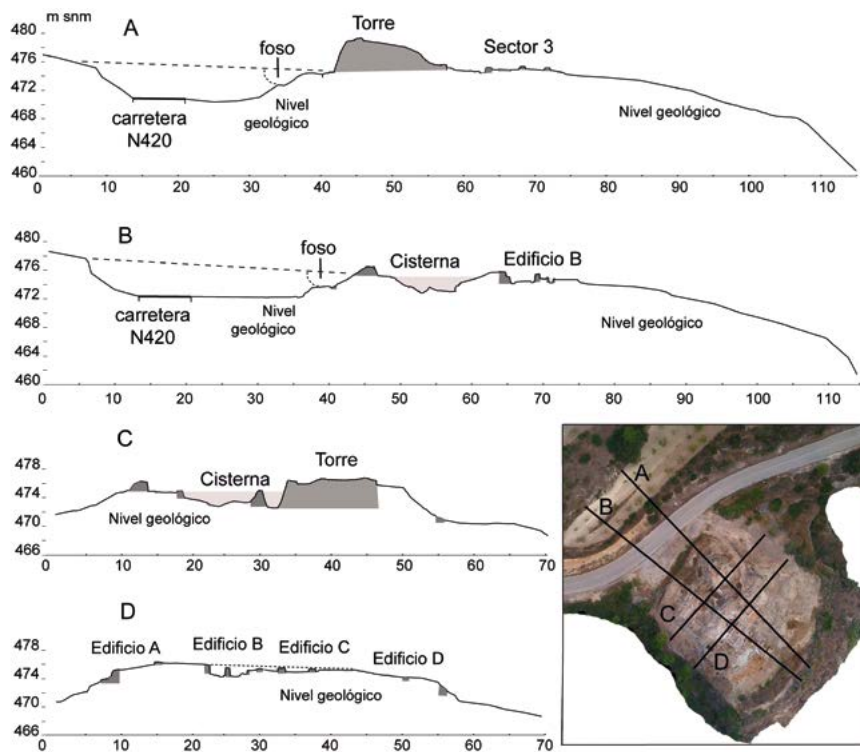 m snm
A
Torre
foso
Sector 3
480
476
472
468
464
460
carretera
N420
Nivel
geológico
Nivel geológico
0 10 20 30 40 50 60 70 80 90 100 110
B
foso
Cisterna
Edificio B
480
476
472
468
464
460
carretera
N420
Nivel
geológico
Nivel geológico
0 10 20 30 40 50 60 70 80 90 100 110
C
Cisterna
Torre
478
474
470
466
Nivel geológico
0 10 20 30 40 50 60 70
D
Edificio A
Edificio B
Edificio C
Edificio D
478
474
470
466
Nivel geológico
0 10 20 30 40 50 60 70
A
B
C
D